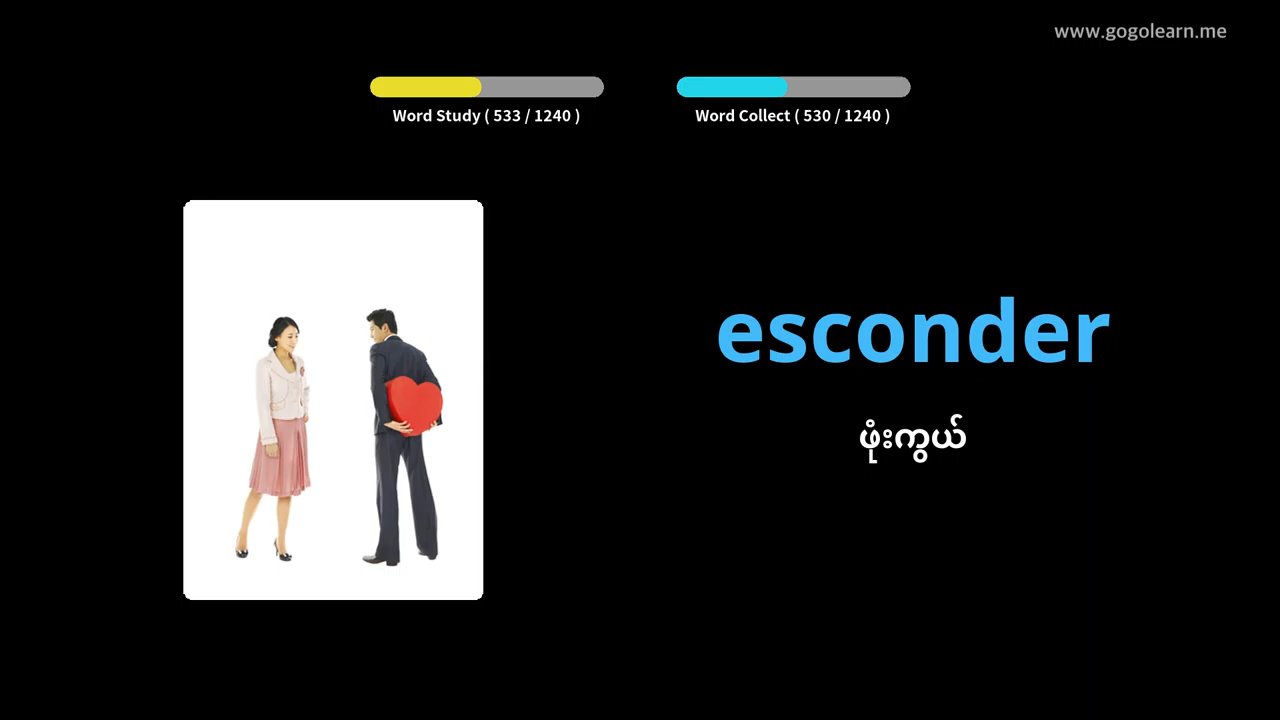 www.gogolearn.me
Word Study ( 533 / 1240 )
Word Collect ( 530 / 1240 )
esconder
ဖုံးကွယ်